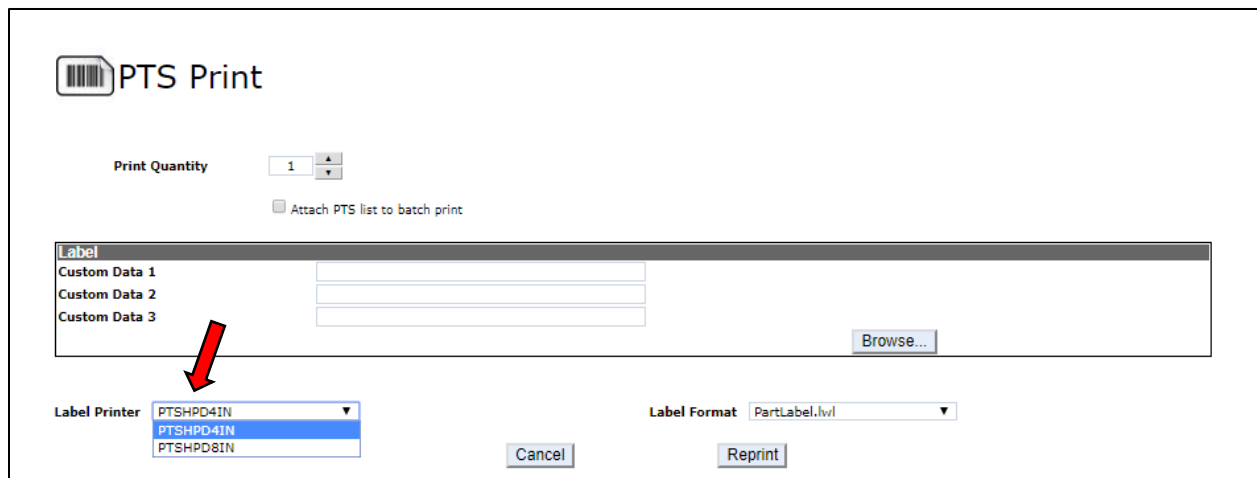 PTS Print
Print Quantity 1
Attach PTS list to batch print
Label
Custom Data 1
Custom Data 2
Custom Data 3
Browse...
Label Printer PTSHPD4IN Label Format PartLabel.lwl
PTSHPD4IN
PTSHPD8IN
Cancel Reprint